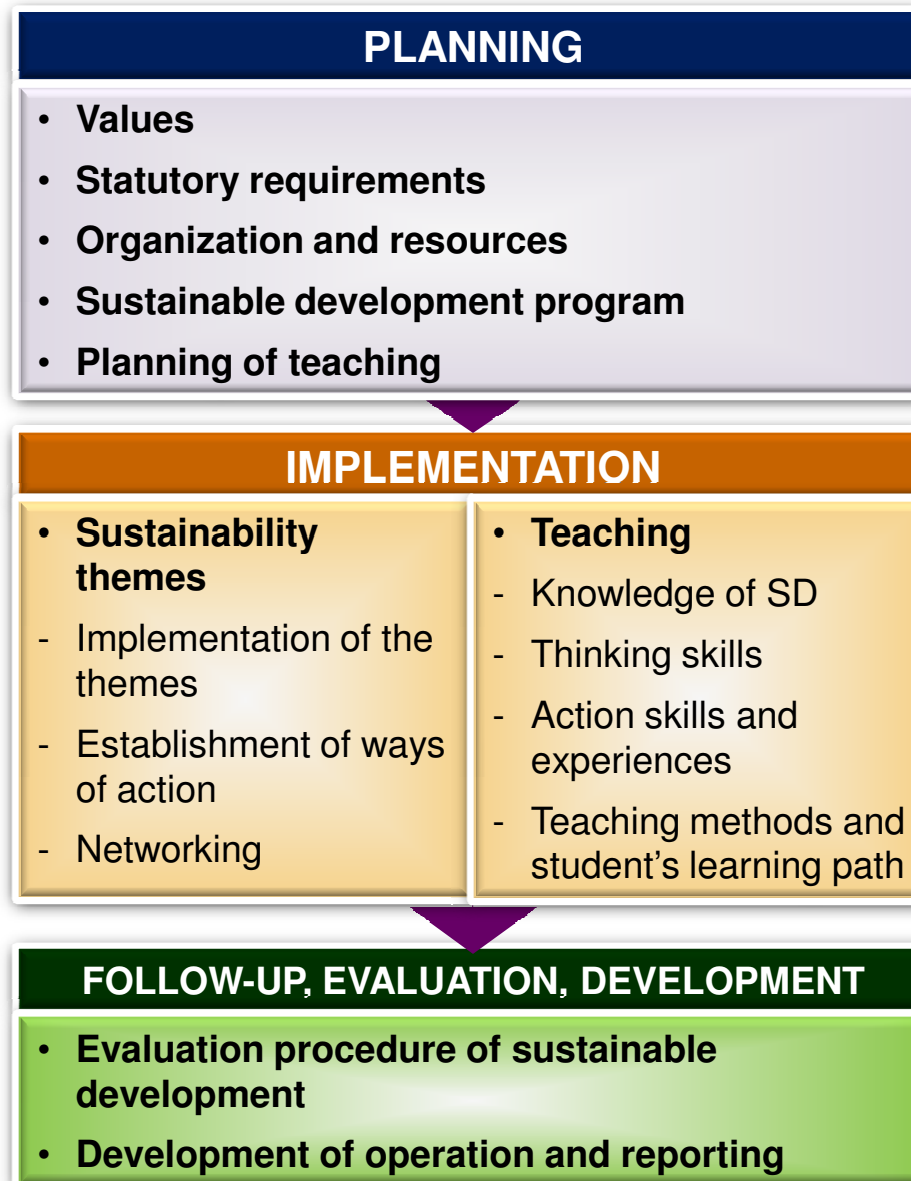 PLANNING
• Values
• Statutory requirements
• Organization and resources
• Sustainable development program
• Planning of teaching
IMPLEMENTATION
• Sustainability
themes
- Implementation of the
themes
- Establishment of ways
of action
- Networking
• Teaching
- Knowledge of SD
- Thinking skills
- Action skills and
experiences
- Teaching methods and
student's learning path
FOLLOW-UP, EVALUATION, DEVELOPMENT
• Evaluation procedure of sustainable
development
• Development of operation and reporting